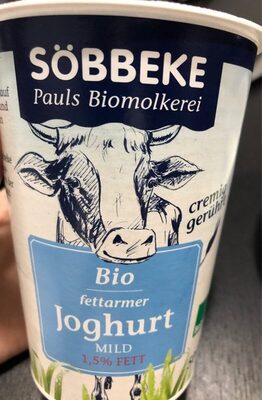 SÖBBEKE
Pauls Biomolkerei
cremig
gerührt
Bio
fettarmer
Joghurt
MILD
1,5% FETT